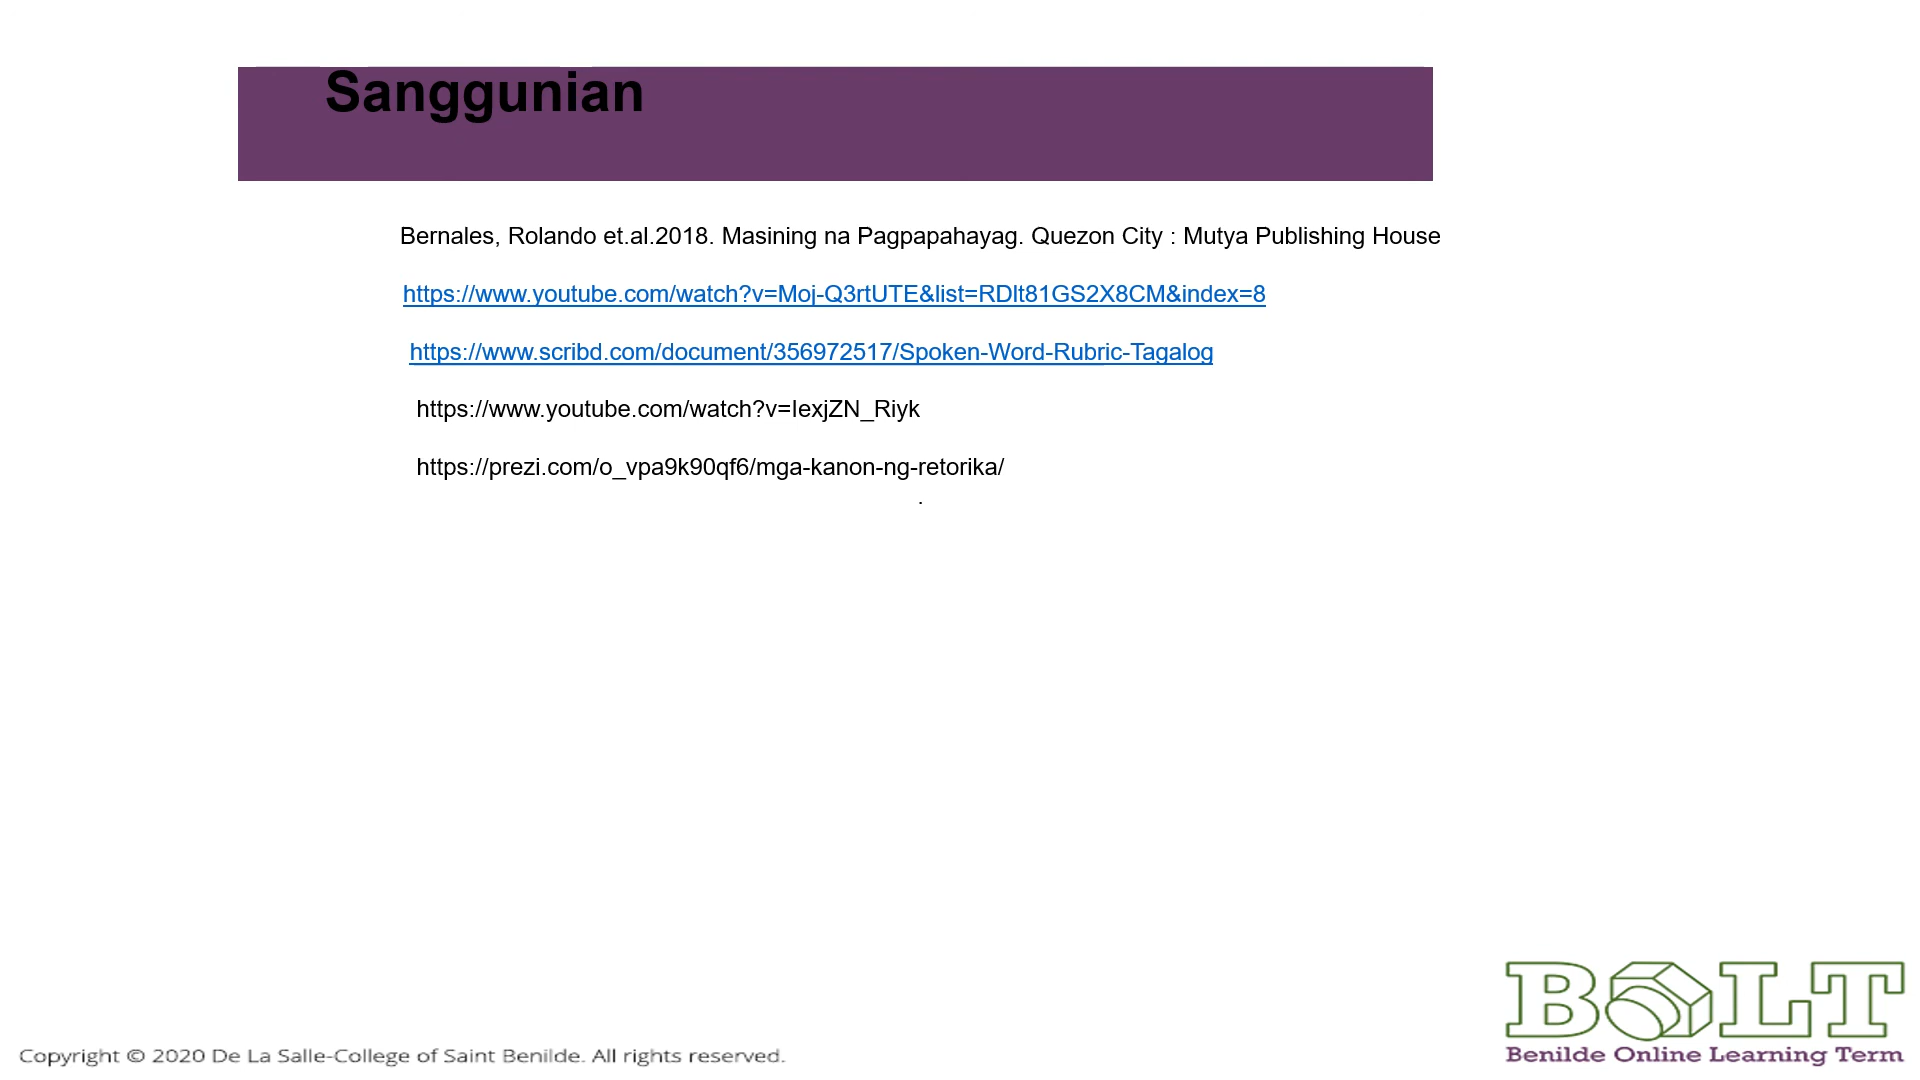 Sanggunian
Bernales, Rolando et.al.2018. Masining na Pagpapahayag. Quezon City : Mutya Publishing House
https://www.youtube.com/watch?v=Moj-Q3rtUTE&list=RDlt81GS2X8CM&index=8
https://www.scribd.com/document/356972517/Spoken-Word-Rubric-Tagalog
https://www.youtube.com/watch?v=IexjZN_Riyk
https://prezi.com/o_vpa9k90qf6/mga-kanon-ng-retorika/
.
BOLT
Benilde Online Learning Term
Copyright © 2020 De La Salle-College of Saint Benilde. All rights reserved.